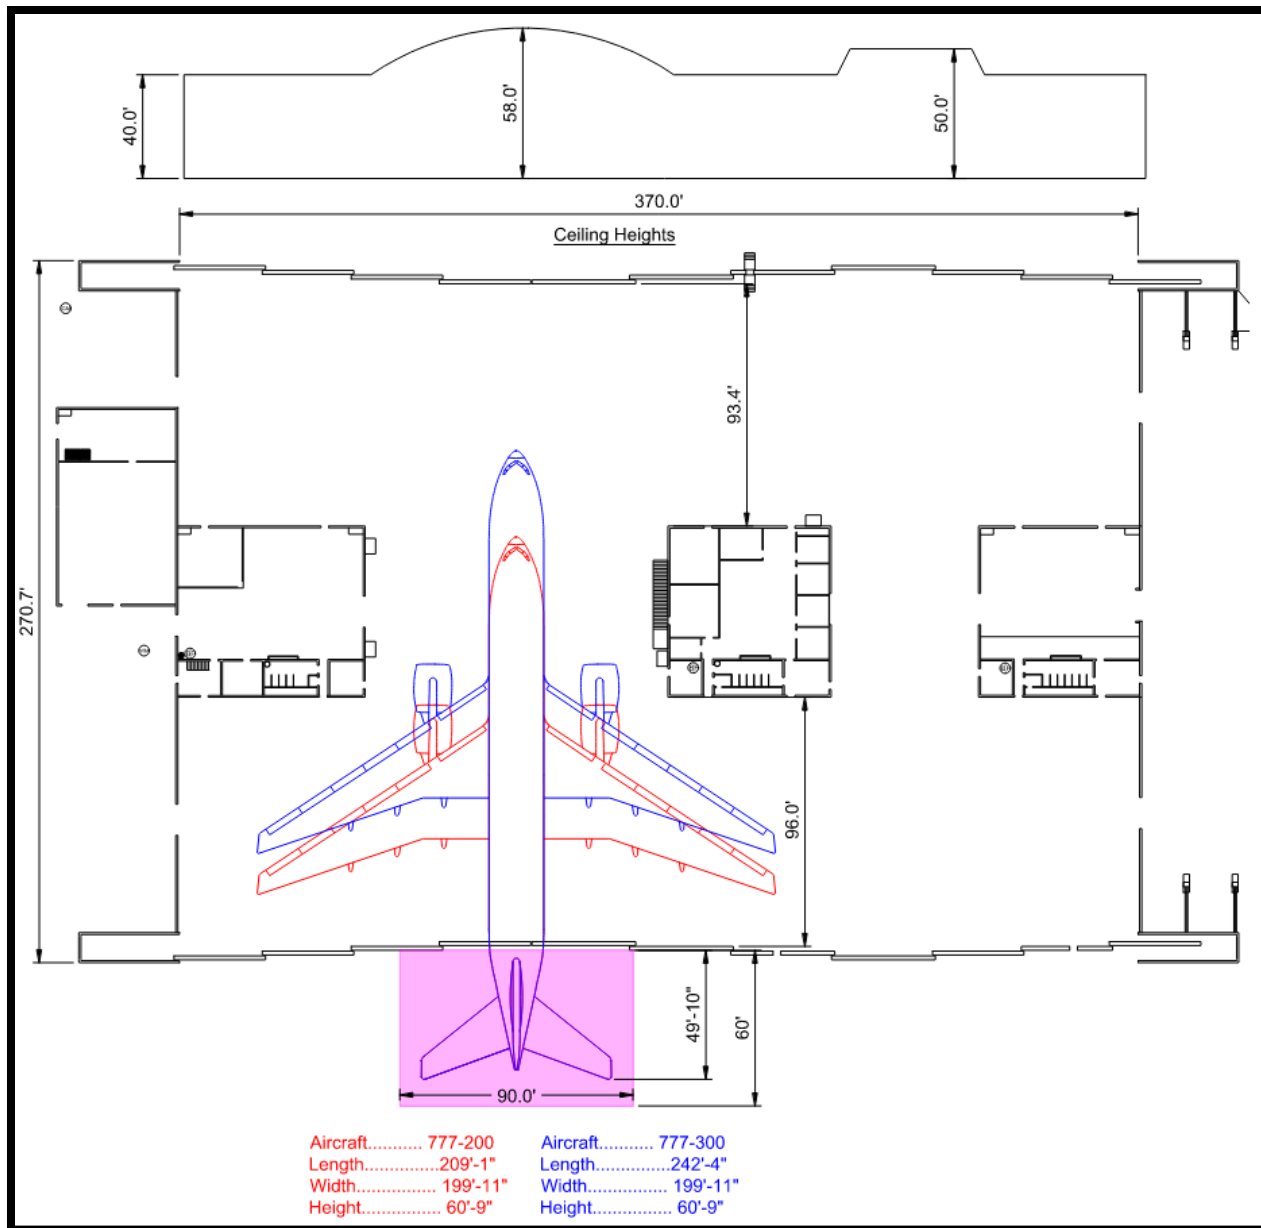 40.0'
58.0'
50.0'
370.0'
Ceiling Heights
270.7'
93.4'
96.0'
49'-10"
60'
90.0'
Aircraft........... 777-200
Length...............209'-1"
Width................ 199'-11"
Height................ 60'-9"
Aircraft........... 777-300
Length...............242'-4"
Width................ 199'-11"
Height................ 60'-9"